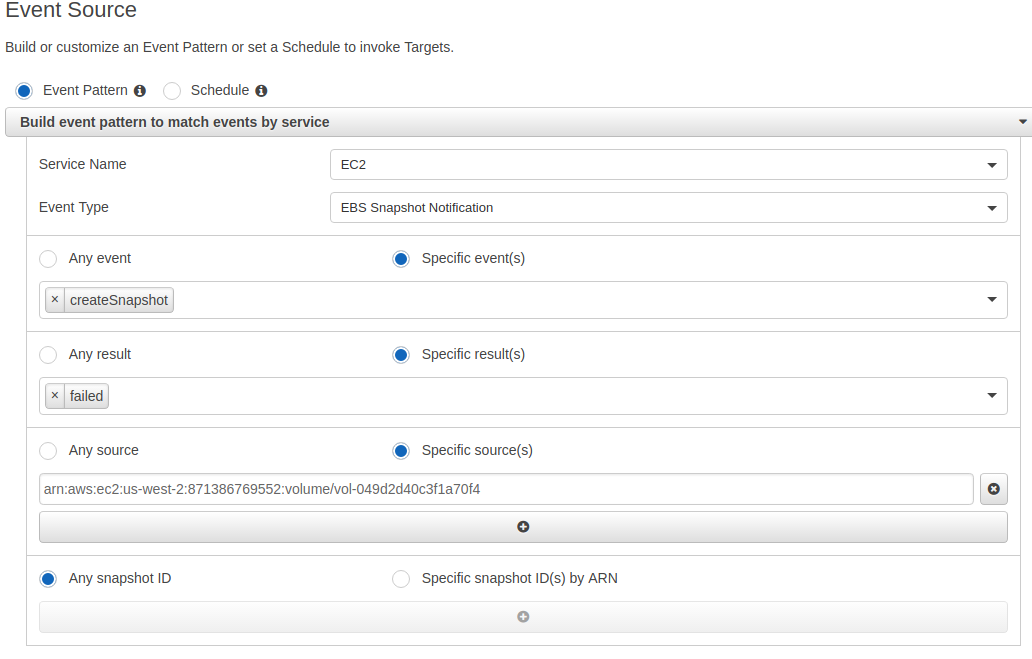 Event Source
Build or customize an Event Pattern or set a Schedule to invoke Targets.
Event Pattern Schedule
Build event pattern to match events by service
Service Name EC2
Event Type EBS Snapshot Notification
Any event Specific event(s)
× createSnapshot
Any result Specific result(s)
× failed
Any source Specific source(s)
arn:aws:ec2:us-west-2:871386769552:volume/vol-049d2d40c3f1a70f4
Any snapshot ID Specific snapshot ID(s) by ARN